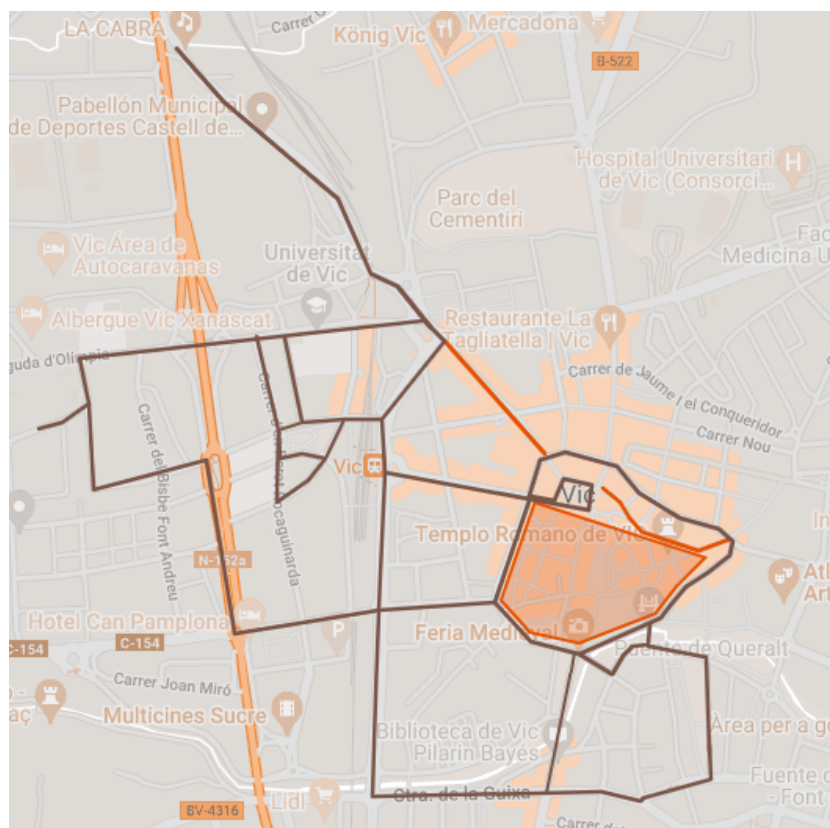 LA CABRA
König Vic
Mercadona
B-522
Pabellón Municipal
de Deportes Castell de...
Hospital Universitari
de Vic (Consorci...
Parc del
Cementiri
Vic Área de
Autocaravanas
Universitat
de Vic
Medicina U
Albergue Vic Xanascat
Restaurante La
Tagliatella | Vic
guda d'Olímpia
Carrer de Jaume I el Conqueridor
Carrer Nou
Carrer del Bisbe Font Andreu
Vic
Vic
Templo Romano de VIC
N-152a
Hotel Can Pamplona
C-154
C-154
Feria Medieval
Puente de Queralt
Carrer Joan Miró
Multicines Sucre
Biblioteca de Vic
Pilarin Bayés
Àrea per a
Fuente d
- Font
Lidl
Ctra. de la Guixa
BV-4316